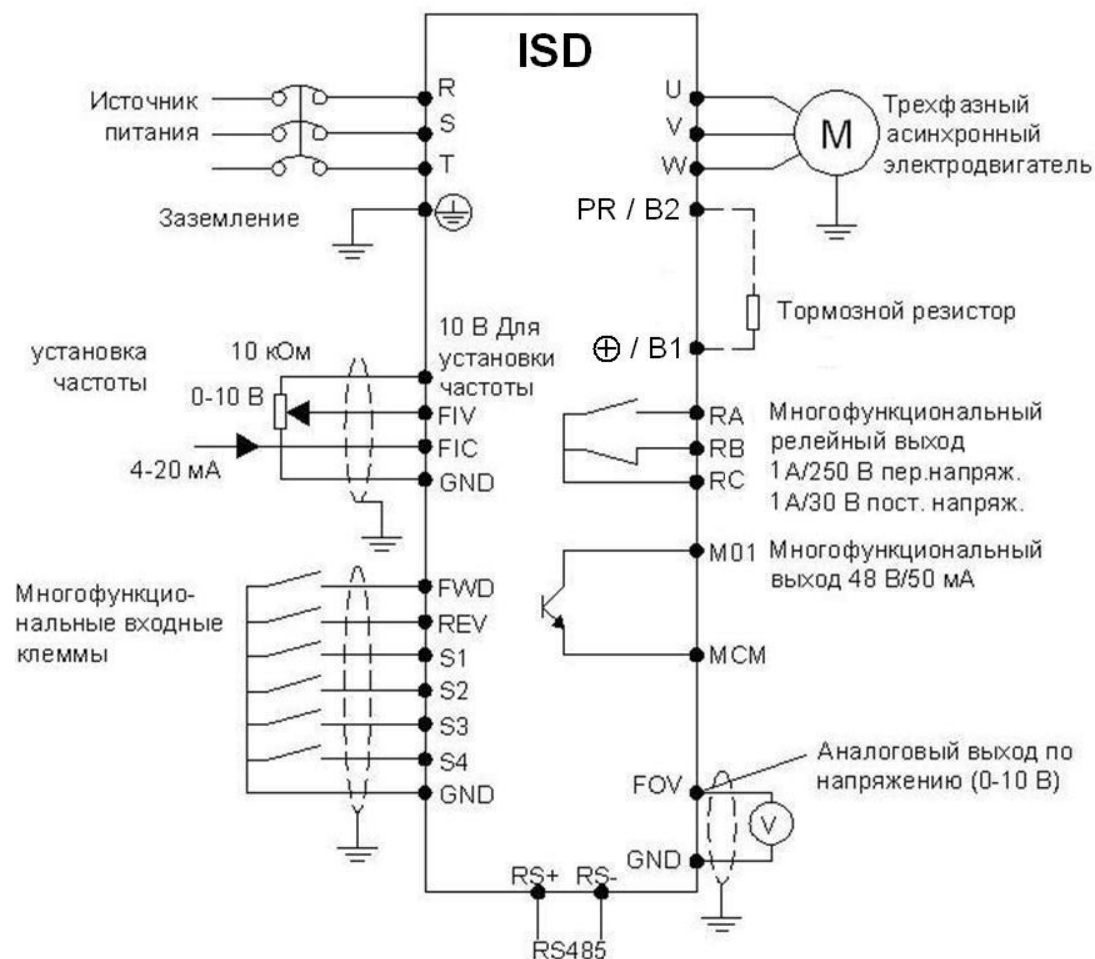 ISD
R
Источник
питания
S
T
Заземление
U
V
W
M
Трехфазный
асинхронный
электродвигатель
PR / B2
Тормозной резистор
⊕ / B1
установка
частоты
10 кОм
0-10 В
4-20 мА
10 В Для
установки
частоты
FIV
FIC
GND
RA
RB
RC
Многофункциональный
релейный выход
1А/250 В пер.напряж.
1А/30 В пост. напряж.
M01
Многофункциональный
выход 48 В/50 мА
MCM
Многофункцио-
нальные входные
клеммы
FWD
REV
S1
S2
S3
S4
GND
Аналоговый выход по
напряжению (0-10 В)
FOV
V
GND
RS+ RS-
RS485